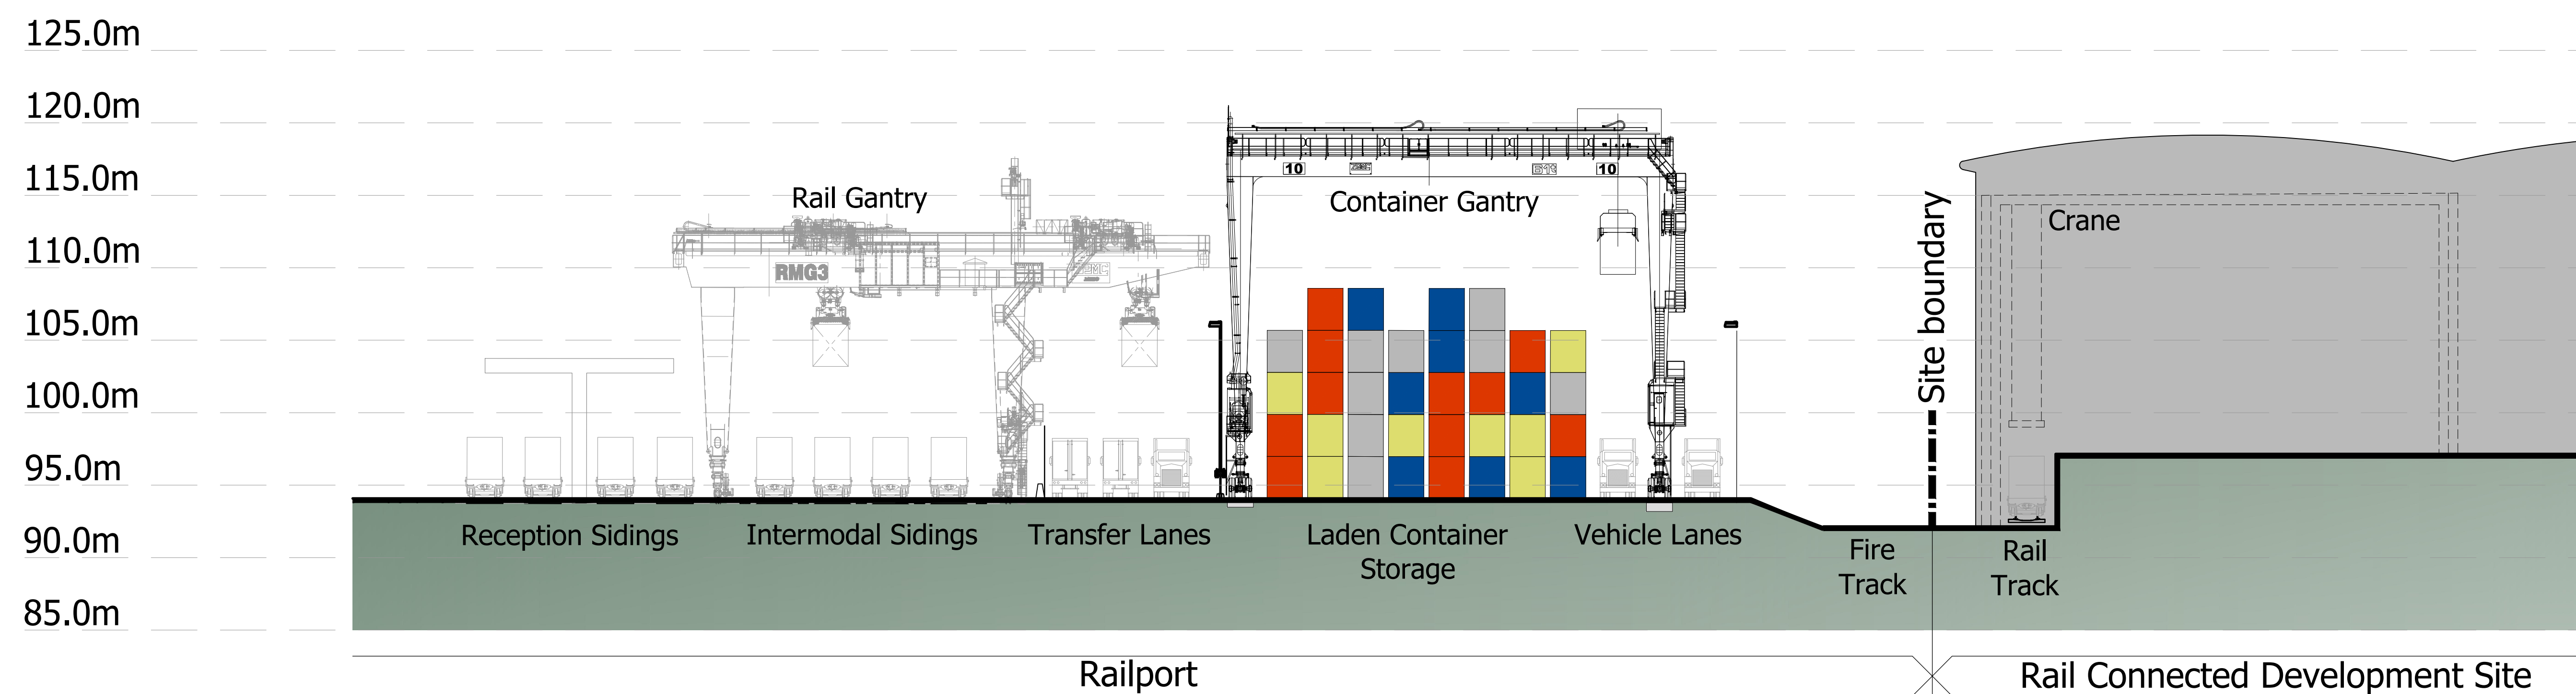 125.0m
120.0m
115.0m
110.0m
105.0m
100.0m
95.0m
90.0m
85.0m
Rail Gantry
RMG3
10
10
Container Gantry
Site boundary
Crane
Reception Sidings
Intermodal Sidings
Transfer Lanes
Laden Container
Storage
Vehicle Lanes
Fire
Track
Rail
Track
Railport
Rail Connected Development Site